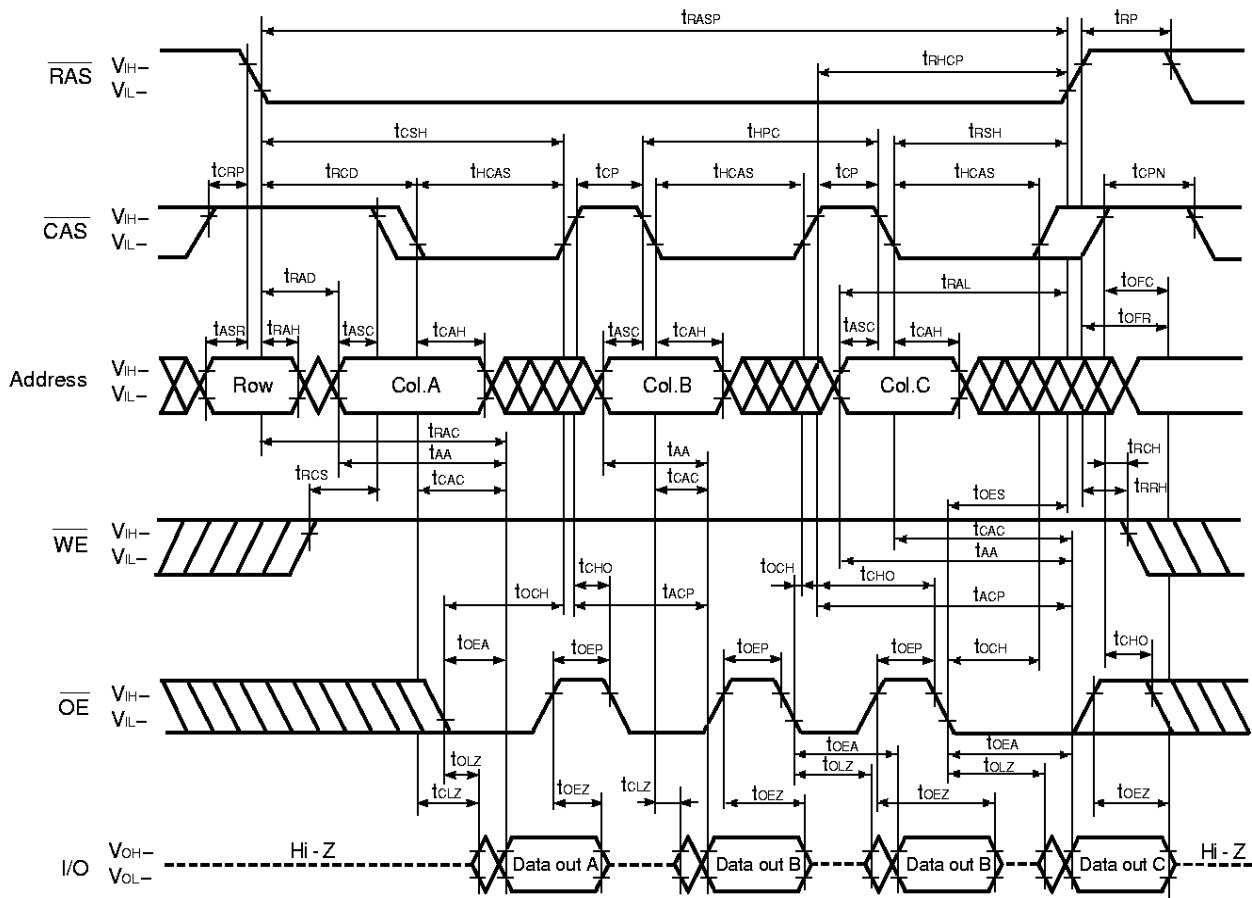 tRASP tRP
RAS VIH– VIL–
tRHCP
tCSH tHPC tRSH
tCRP tRCD tHCAS tCP tHCAS tCP tHCAS tCPN
CAS VIH– VIL–
tRAD tRAL tOFC
tASR tRAH tASC tCAH tASC tCAH tASC tCAH tOFR
Address VIH– VIL– Row Col.A Col.B Col.C
tRAC
tAA tAA tRCH
tRCS tCAC tCAC tOES tRRH
WE VIH– VIL–
tCAC
tAA
tOCH tCHO tOCH tCHO
tACP tACP
tOEA tOEP tOEP tOEP tOCH tCHO
OE VIH– VIL–
tOEA tOEA
tOLZ tOLZ tOLZ
tCLZ tOEZ tCLZ tOEZ tOEZ tOEZ
I/O VOH– VOL– Hi - Z Data out A Data out B Data out B Data out C Hi - Z